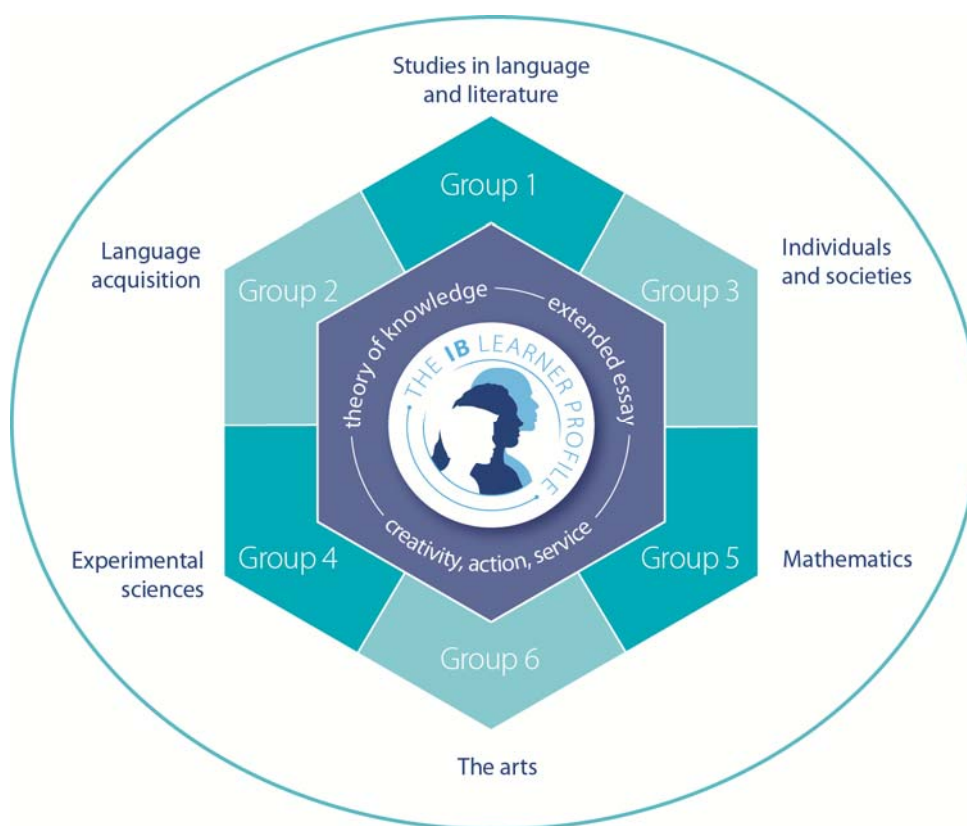 Studies in language
and literature
Group 1
Language
acquisition
Group 2
Individuals
and societies
Group 3
theory of knowledge
extended essay
THE IB LEARNER PROFILE
creativity, action, service
Experimental
sciences
Group 4
Group 5
Mathematics
Group 6
The arts